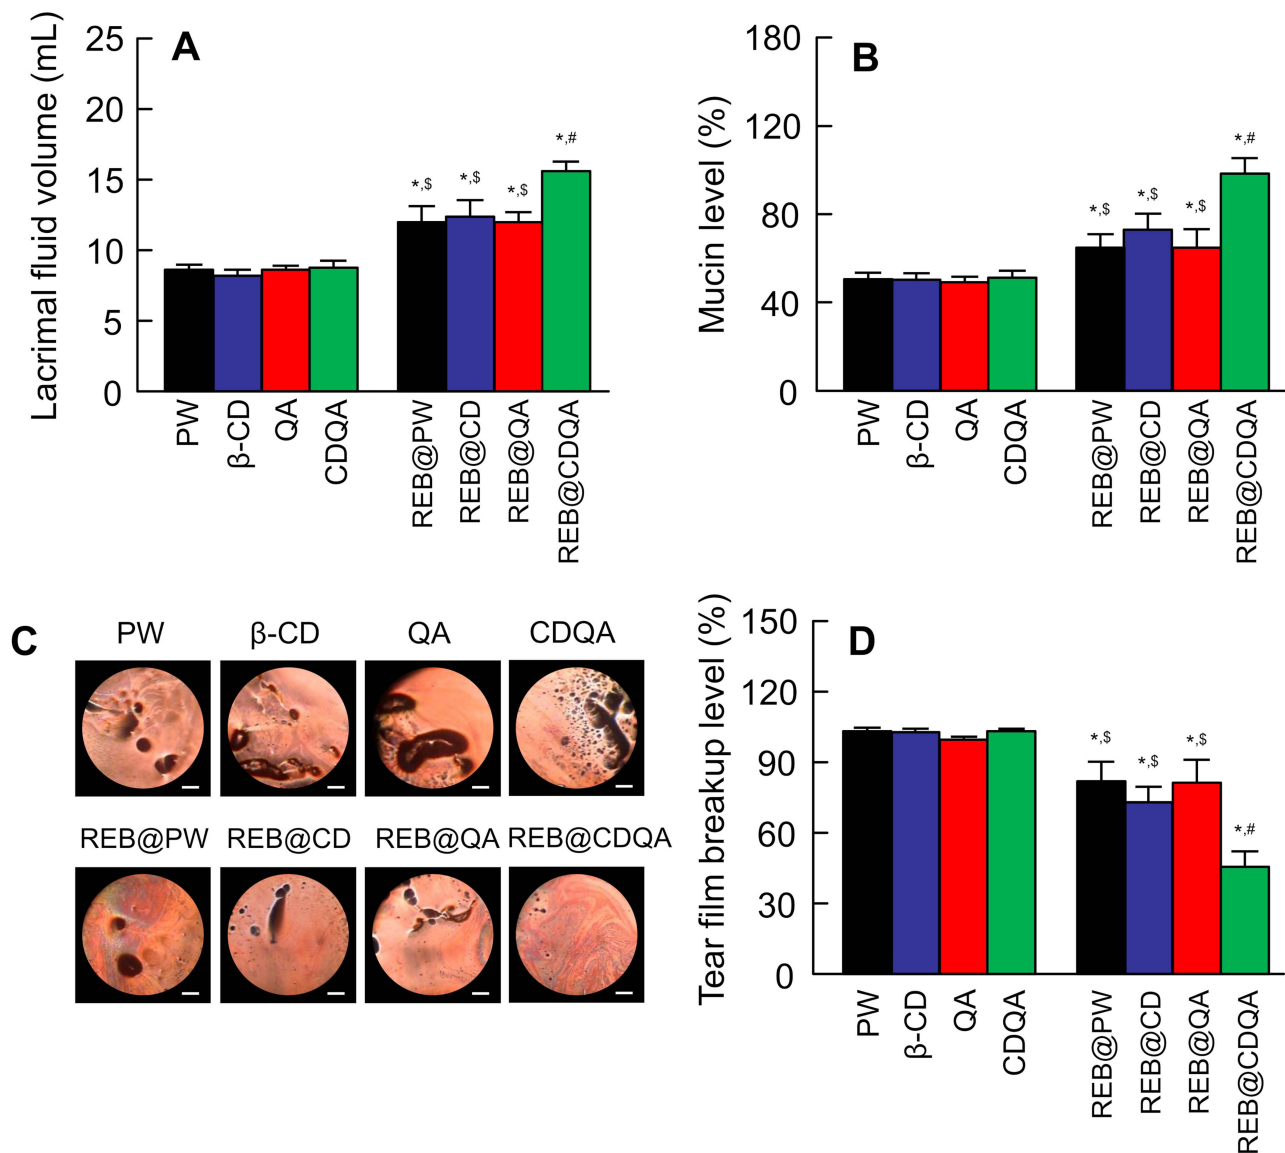 A
Lacrimal fluid volume (mL)
25
20
15
10
5
0
*,$
*,$
*,$
*,#
PW
β-CD
QA
CDQA
REB@PW
REB@CD
REB@QA
REB@CDQA
B
Mucin level (%)
180
120
80
40
0
*,$
*,$
*,$
*,#
PW
β-CD
QA
CDQA
REB@PW
REB@CD
REB@QA
REB@CDQA
C
PW
β-CD
QA
CDQA
REB@PW
REB@CD
REB@QA
REB@CDQA
D
Tear film breakup level (%)
150
120
90
60
30
0
*,$
*,$
*,$
*,#
PW
β-CD
QA
CDQA
REB@PW
REB@CD
REB@QA
REB@CDQA